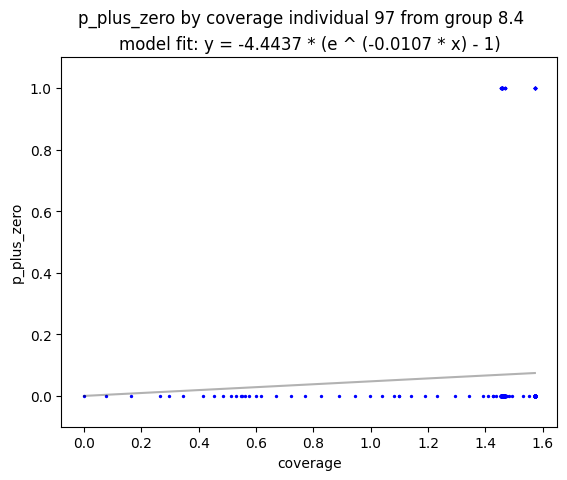 p_plus_zero by coverage individual 97 from group 8.4
model fit: y = -4.4437 * (e ^ (-0.0107 * x) - 1)
1.0
0.8
0.6
0.4
0.2
0.0
p_plus_zero
0.0 0.2 0.4 0.6 0.8 1.0 1.2 1.4 1.6
coverage